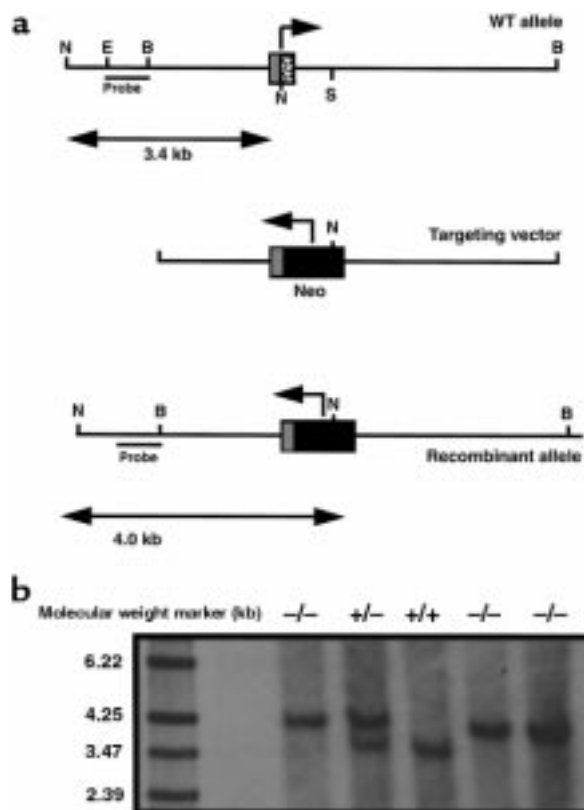 a
WT allele
N E B B
Probe
N S
3.4 kb
N
Targeting vector
Neo
N B N B
Probe
Recombinant allele
4.0 kb
b
Molecular weight marker (kb) –/– +/– +/+ –/– –/–
6.22
4.25
3.47
2.39